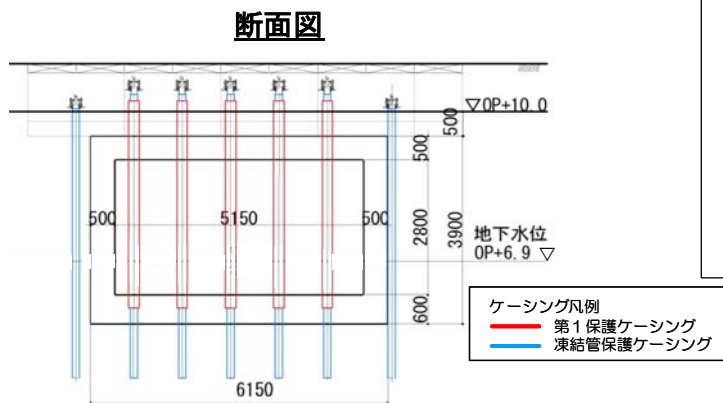 断面図
▽OP+10.0
500
500
500
5150
500
2800
3900
地下水位
OP+6.9 ▽
600
6150
ケーシング凡例
第1保護ケーシング
凍結管保護ケーシング